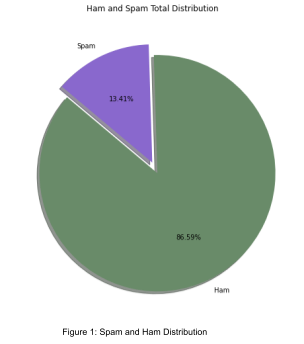 Ham and Spam Total Distribution
Spam
13.41%
86.59%
Ham
Figure 1: Spam and Ham Distribution